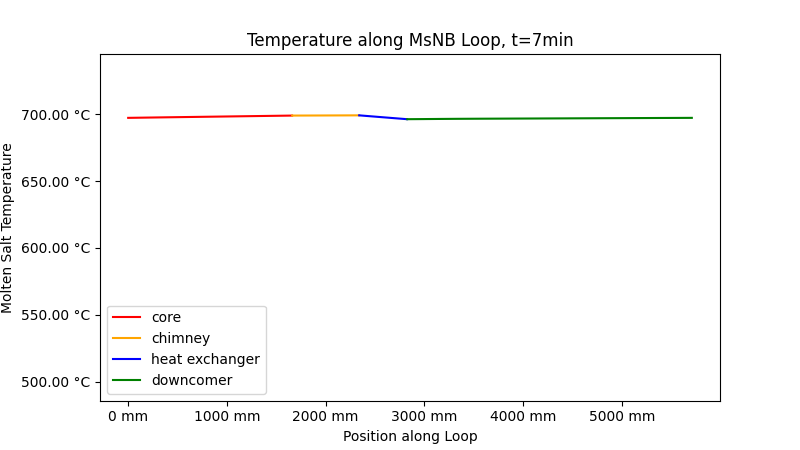 Temperature along MsNB Loop, t=7min
Molten Salt Temperature
700.00 °C
650.00 °C
600.00 °C
550.00 °C
500.00 °C
core
chimney
heat exchanger
downcomer
0 mm
1000 mm
2000 mm
3000 mm
4000 mm
5000 mm
Position along Loop